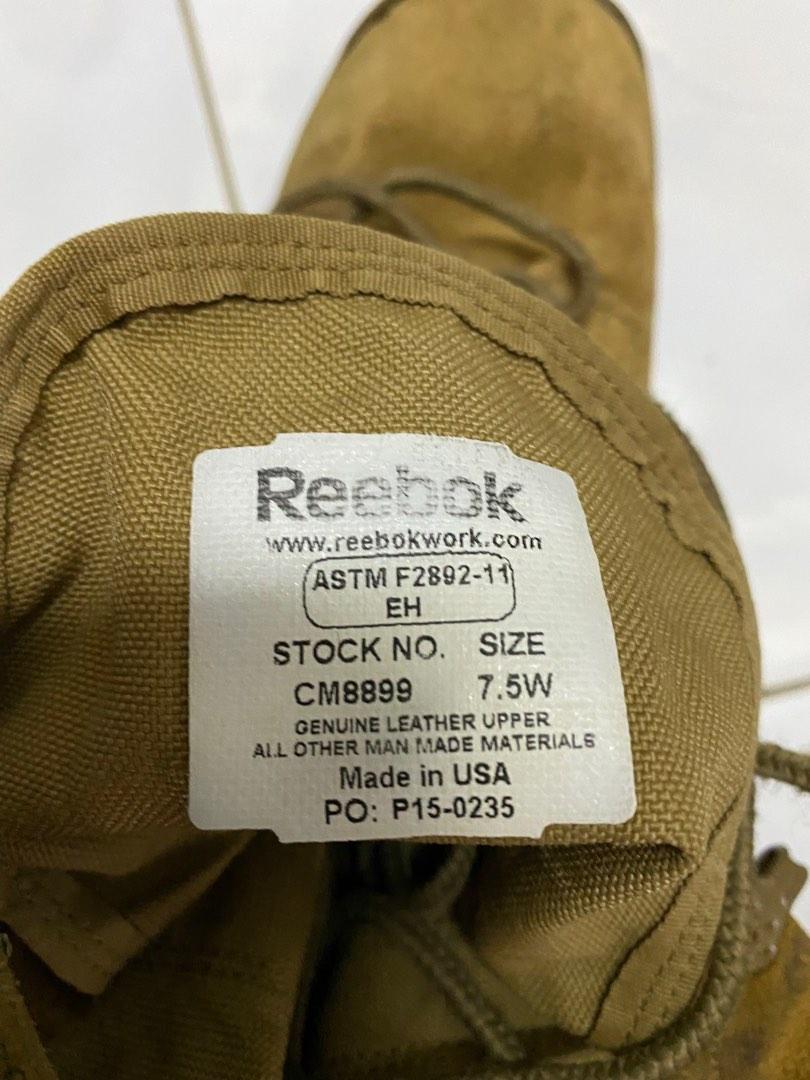 Reebok
www.reebokwork.com
ASTM F2892-11
EH
STOCK NO. SIZE
CM8899 7.5W
GENUINE LEATHER UPPER
ALL OTHER MAN MADE MATERIALS
Made in USA
PO: P15-0235